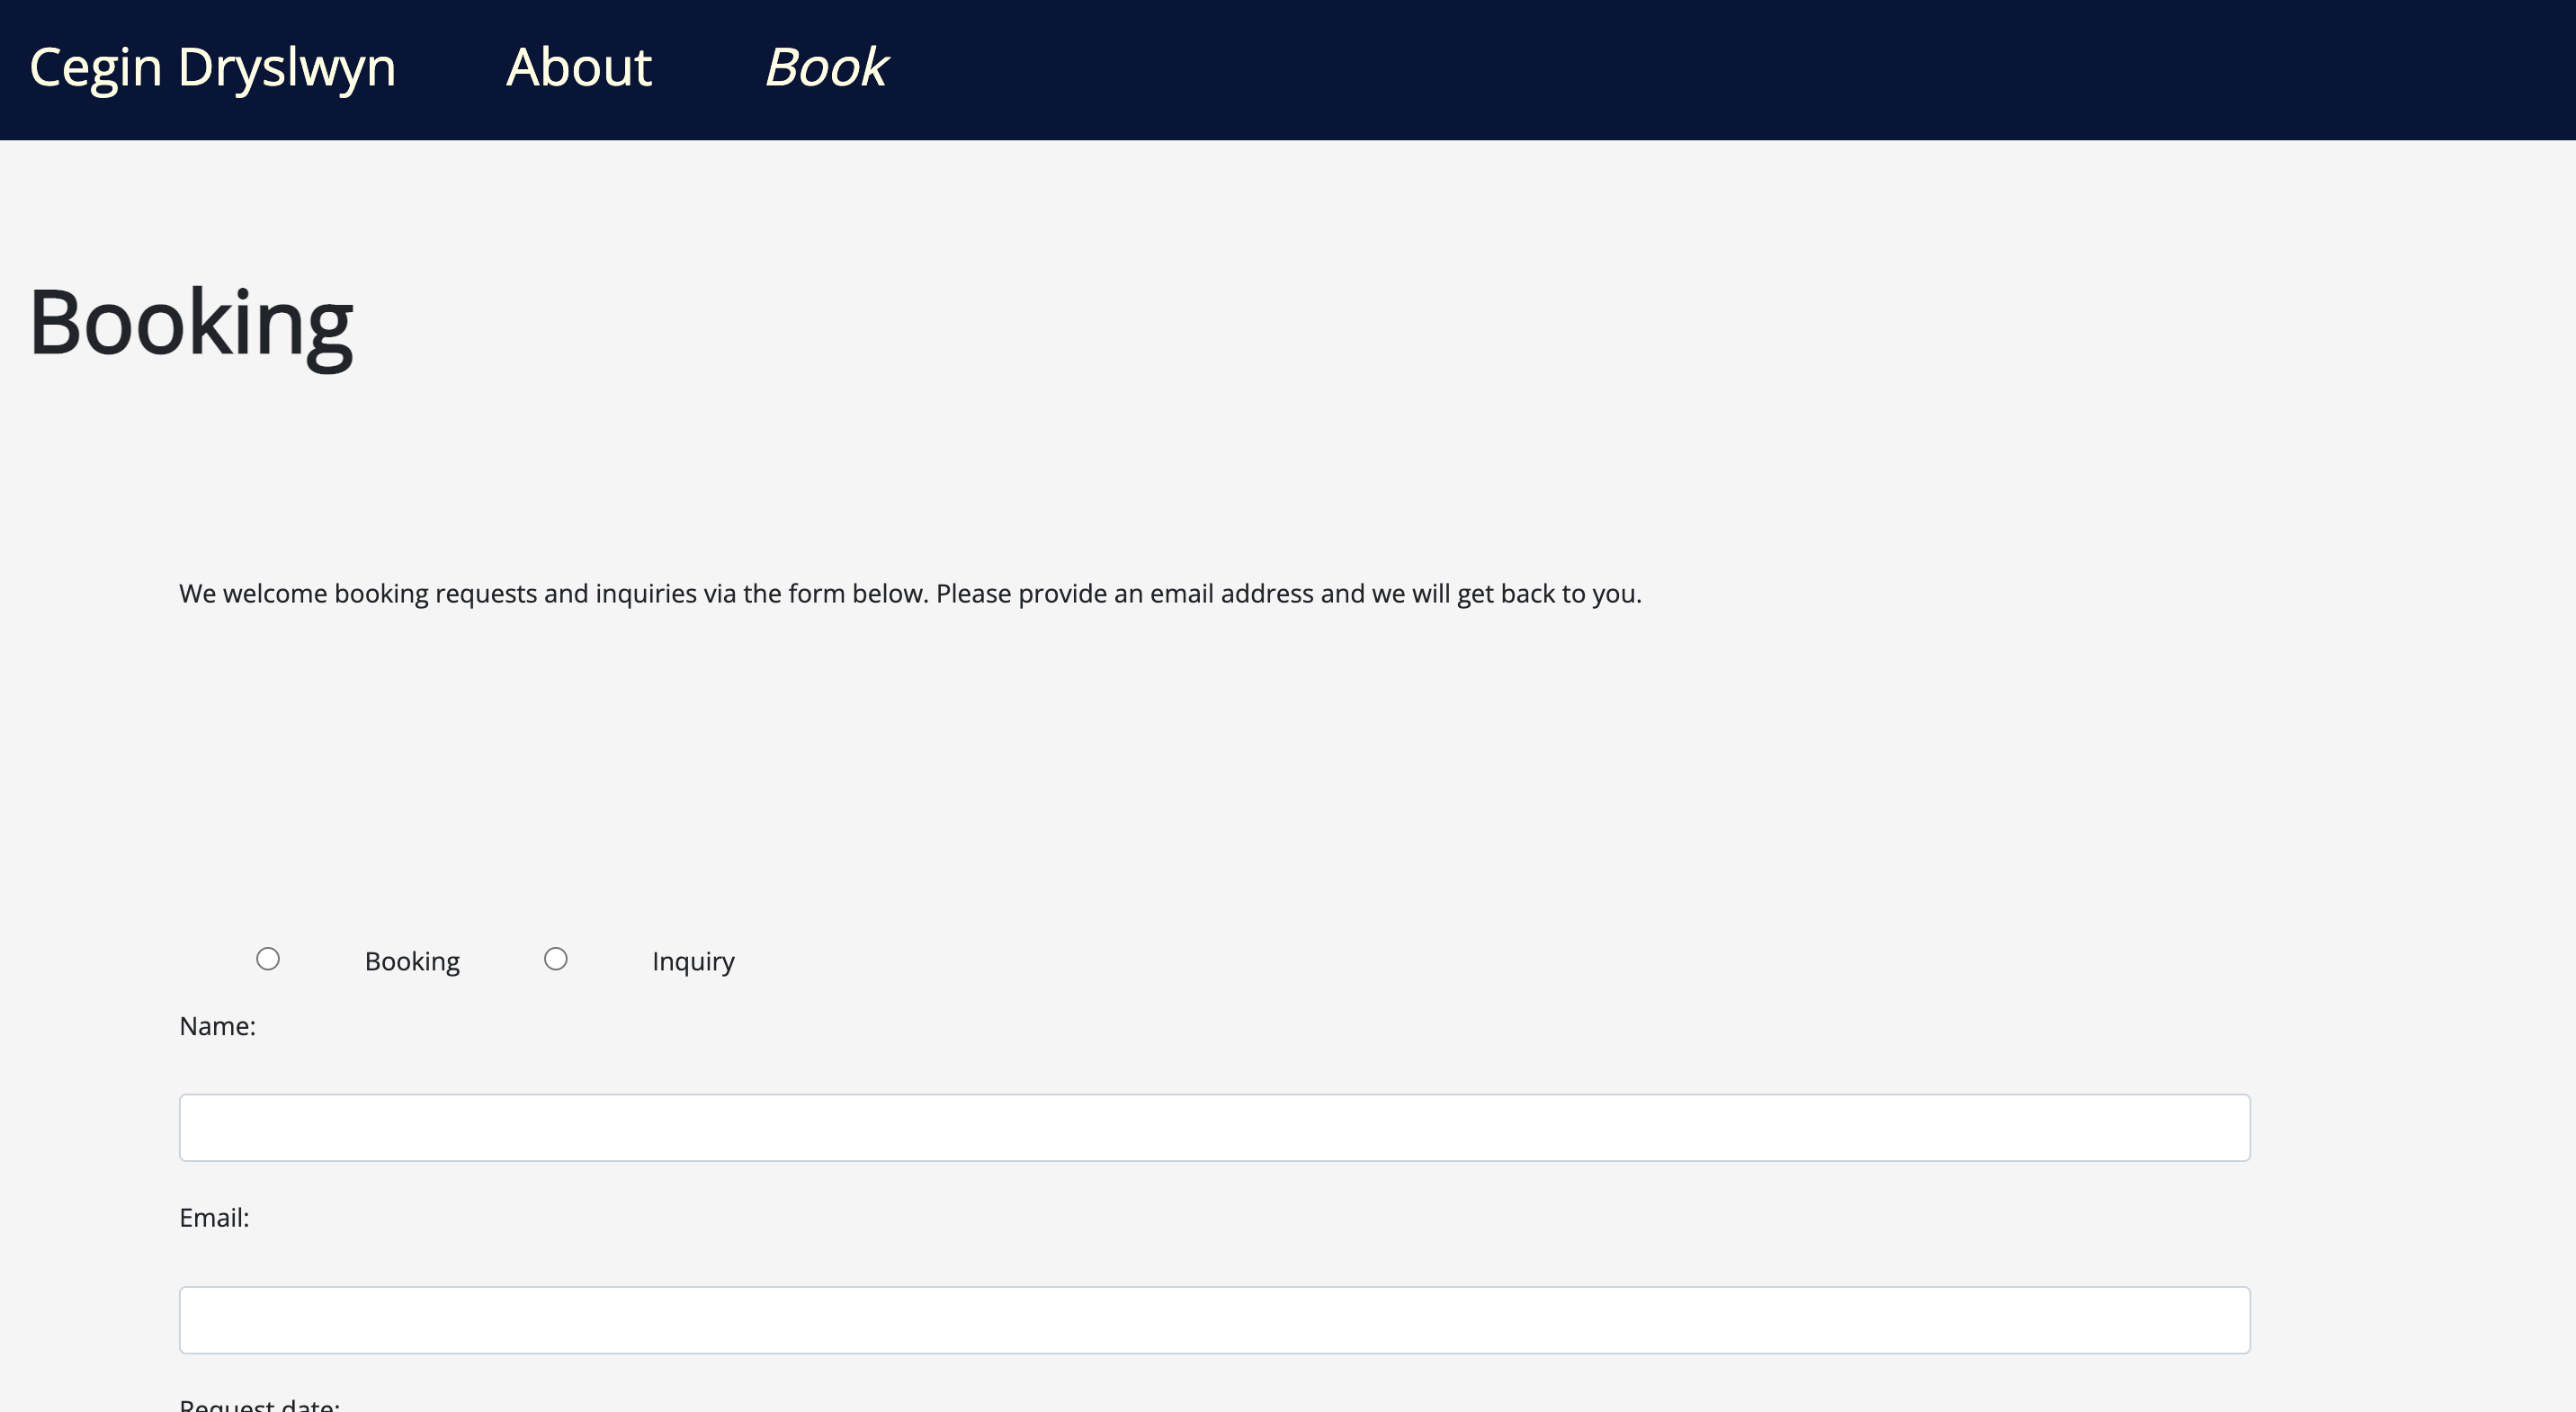 Cegin Dryslwyn About Book
Booking
We welcome booking requests and inquiries via the form below. Please provide an email address and we will get back to you.
Booking Inquiry
Name:
Email:
Request date: